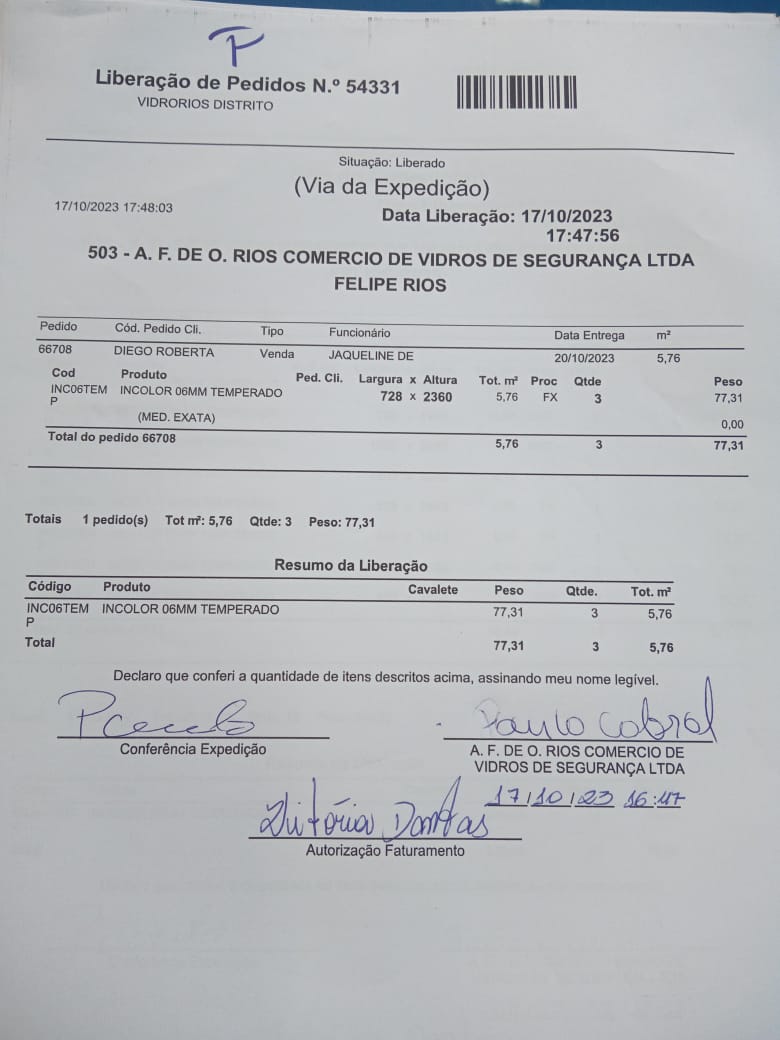 Liberação de Pedidos N.º 54331
VIDRORIOS DISTRITO
Situação: Liberado
(Via da Expedição)
17/10/2023 17:48:03
Data Liberação: 17/10/2023
17:47:56
503 - A. F. DE O. RIOS COMERCIO DE VIDROS DE SEGURANÇA LTDA
FELIPE RIOS
Pedido Cód. Pedido Cli. Tipo Funcionário Data Entrega m²
66708 DIEGO ROBERTA Venda JAQUELINE DE 20/10/2023 5,76
Cod Produto Ped. Cli. Largura x Altura Tot. m² Proc Qtde Peso
INC06TEM INCOLOR 06MM TEMPERADO 728 x 2360 5,76 FX 3 77,31
P
(MED. EXATA) 0,00
Total do pedido 66708 5,76 3 77,31
Totais 1 pedido(s) Tot m²: 5,76 Qtde: 3 Peso: 77,31
Resumo da Liberação
Código Produto Cavalete Peso Qtde. Tot. m²
INC06TEM INCOLOR 06MM TEMPERADO 77,31 3 5,76
P
Total 77,31 3 5,76
Declaro que conferi a quantidade de itens descritos acima, assinando meu nome legível.
Paulo Cabral
Conferência Expedição A. F. DE O. RIOS COMERCIO DE
VIDROS DE SEGURANÇA LTDA
17/10/23 16:47
Vitória Dantas
Autorização Faturamento